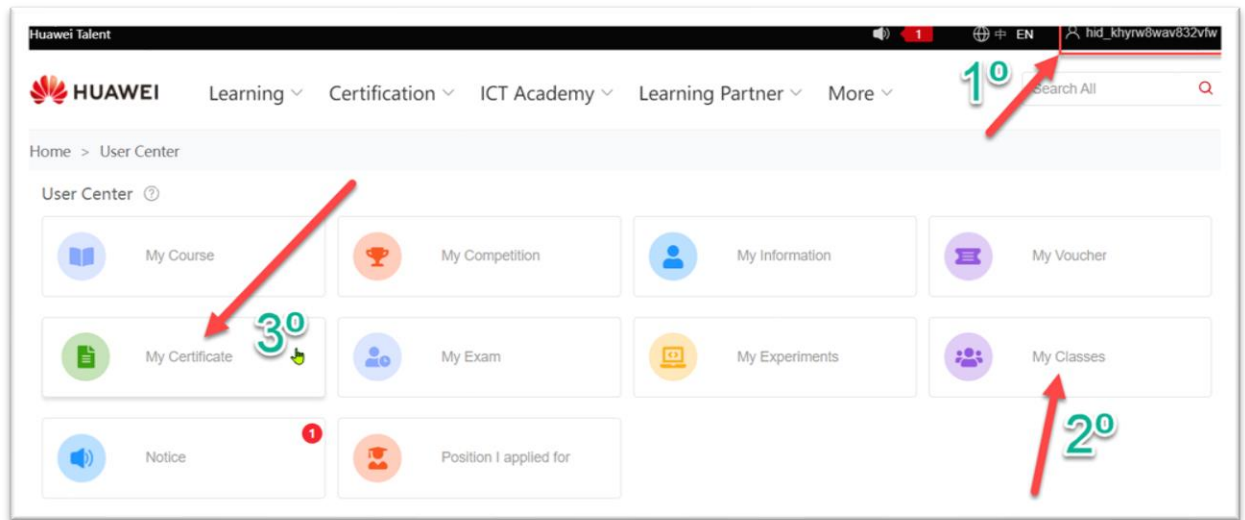 Huawei Talent 1 中 EN hid_khyrw8wav832vfw
HUAWEI Learning Certification ICT Academy Learning Partner More 1º Search All
Home > User Center
User Center
My Course My Competition My Information My Voucher
My Certificate 3º My Exam My Experiments My Classes
2º
Notice 1 Position I applied for